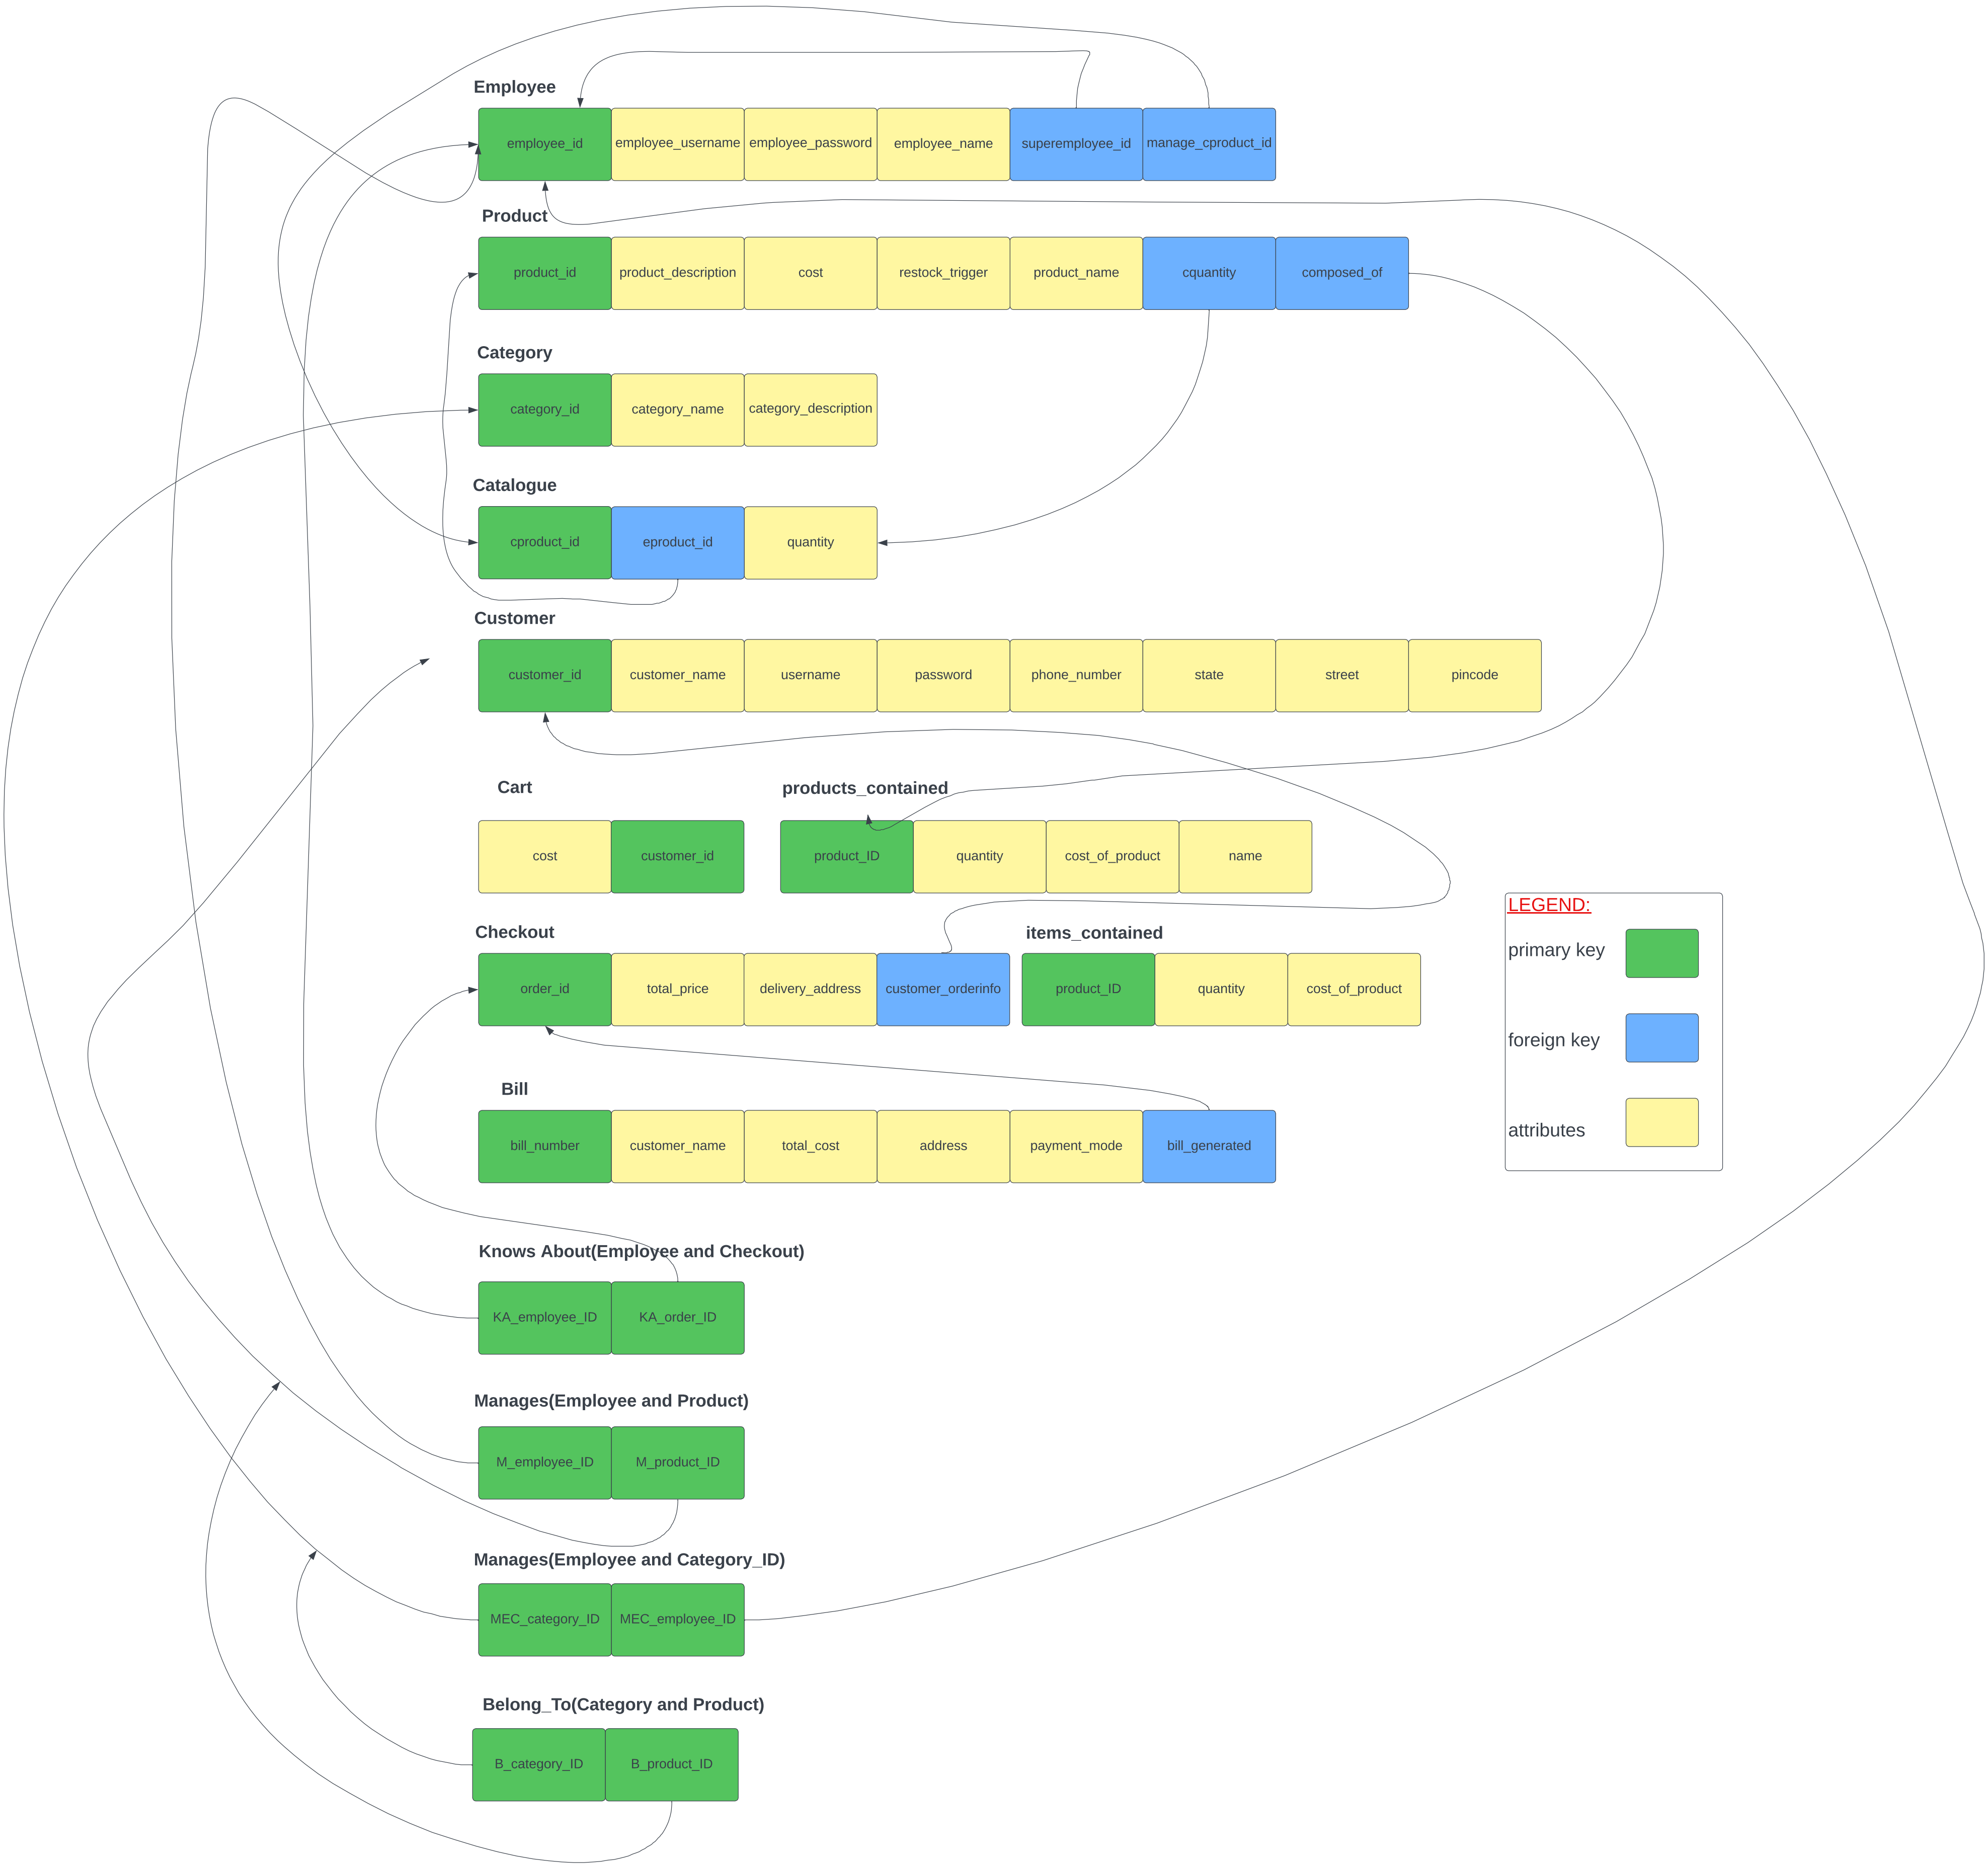 Employee
employee_id employee_username employee_password employee_name superemployee_id manage_cproduct_id
Product
product_id product_description cost restock_trigger product_name cquantity composed_of
Category
category_id category_name category_description
Catalogue
cproduct_id eproduct_id quantity
Customer
customer_id customer_name username password phone_number state street pincode
Cart products_contained
cost customer_id product_ID quantity cost_of_product name
Checkout items_contained
order_id total_price delivery_address customer_orderinfo product_ID quantity cost_of_product
Bill
bill_number customer_name total_cost address payment_mode bill_generated
LEGEND:
primary key
foreign key
attributes
Knows About(Employee and Checkout)
KA_employee_ID KA_order_ID
Manages(Employee and Product)
M_employee_ID M_product_ID
Manages(Employee and Category_ID)
MEC_category_ID MEC_employee_ID
Belong_To(Category and Product)
B_category_ID B_product_ID